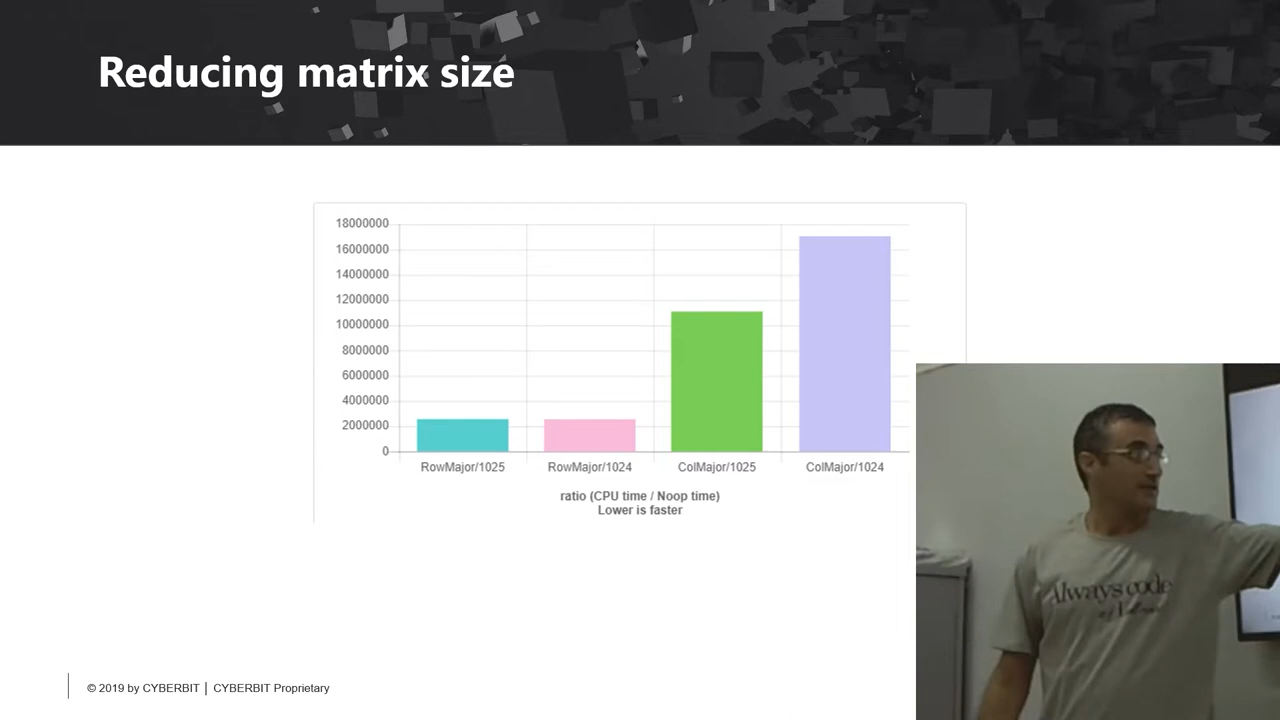 Reducing matrix size
18000000
16000000
14000000
12000000
10000000
8000000
6000000
4000000
2000000
0
RowMajor/1025 RowMajor/1024 ColMajor/1025 ColMajor/1024
ratio (CPU time / Noop time)
Lower is faster
Always code
© 2019 by CYBERBIT | CYBERBIT Proprietary